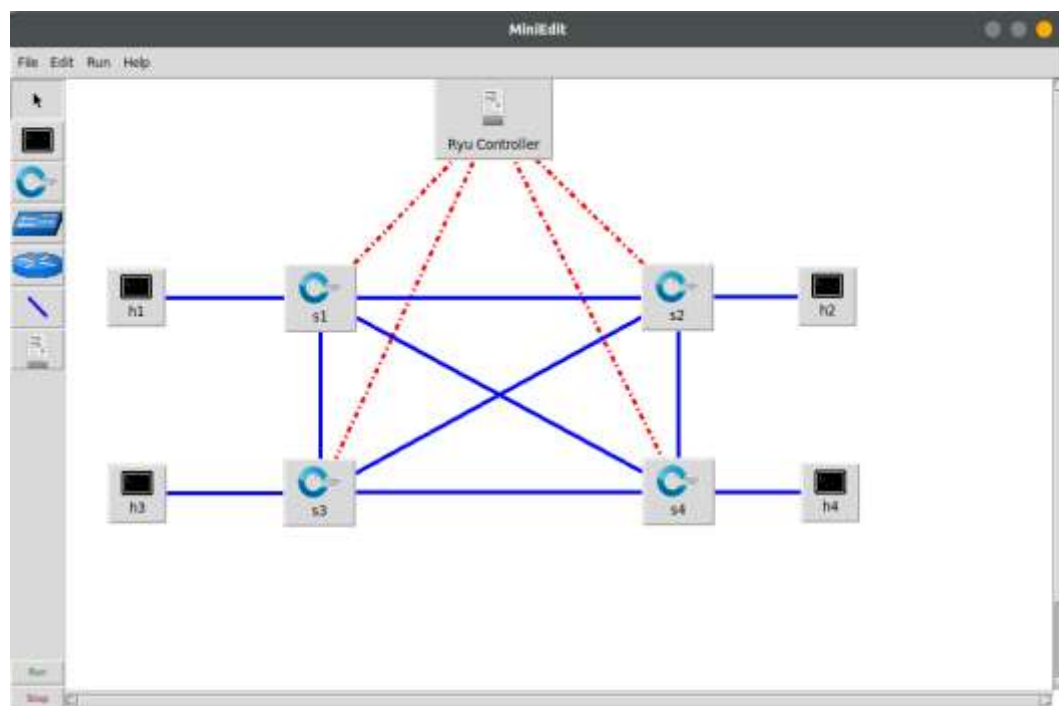 MiniEdit
File Edit Run Help
Ryu Controller
h1
s1
s2
h2
h3
s3
s4
h4
Run
Stop